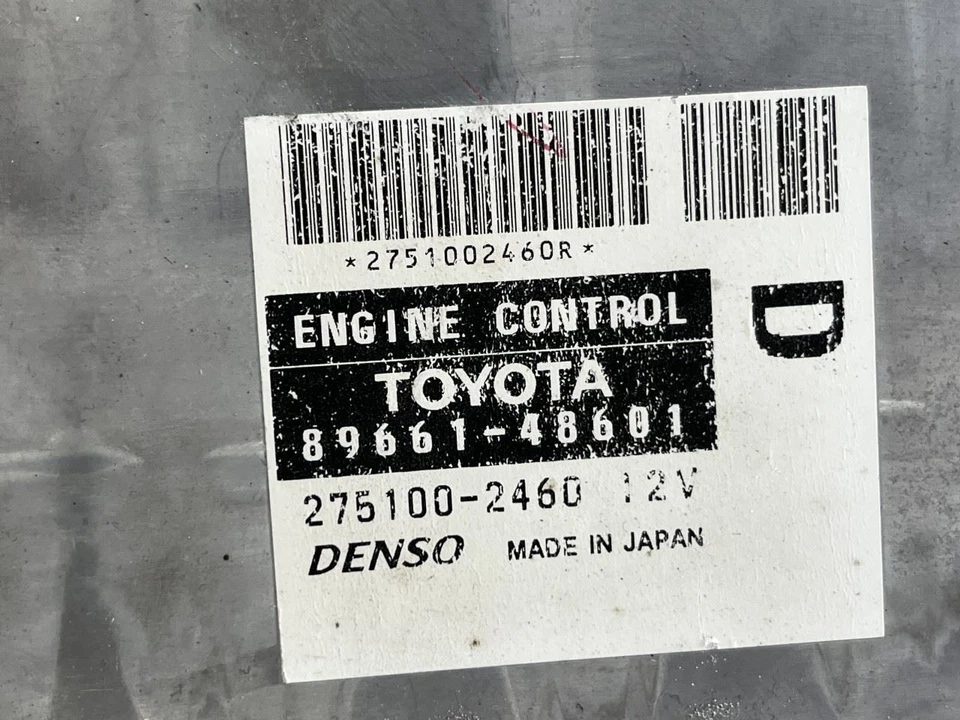 *2751002460R*
ENGINE CONTROL
D
TOYOTA
89661-48601
275100-2460 12V
DENSO MADE IN JAPAN